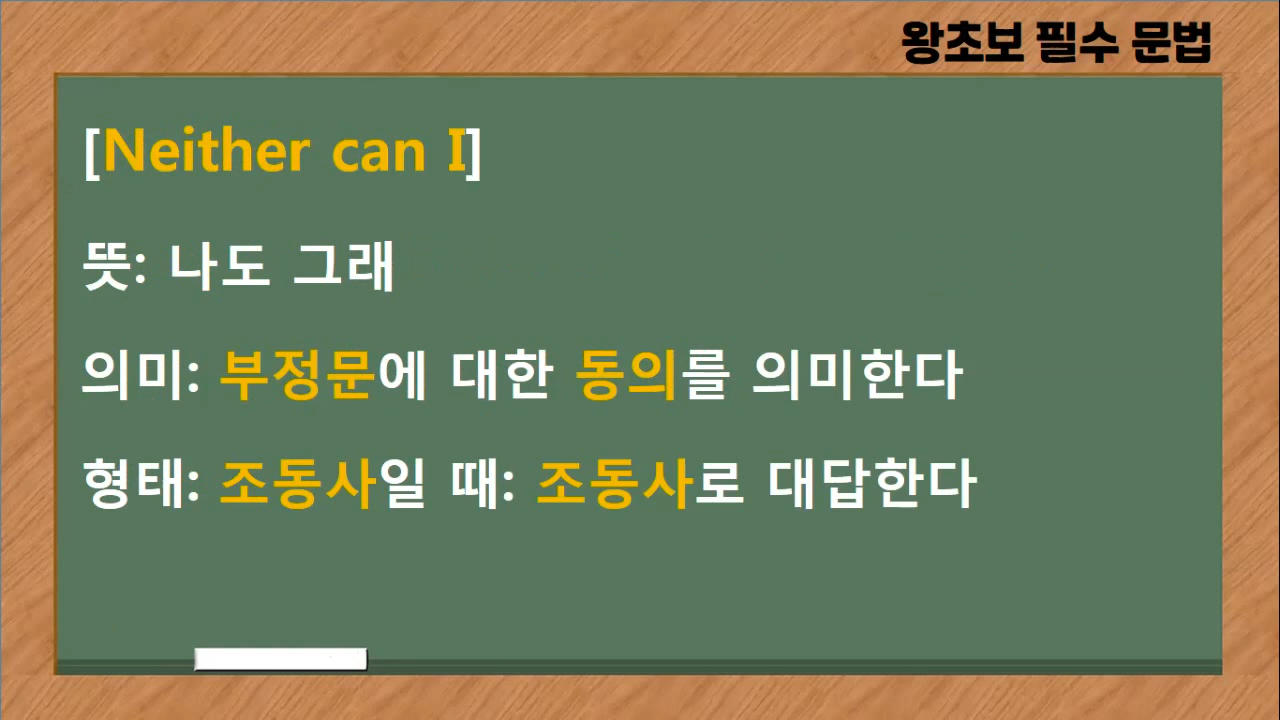 왕초보 필수 문법
[Neither can I]
뜻: 나도 그래
의미: 부정문에 대한 동의를 의미한다
형태: 조동사일 때: 조동사로 대답한다